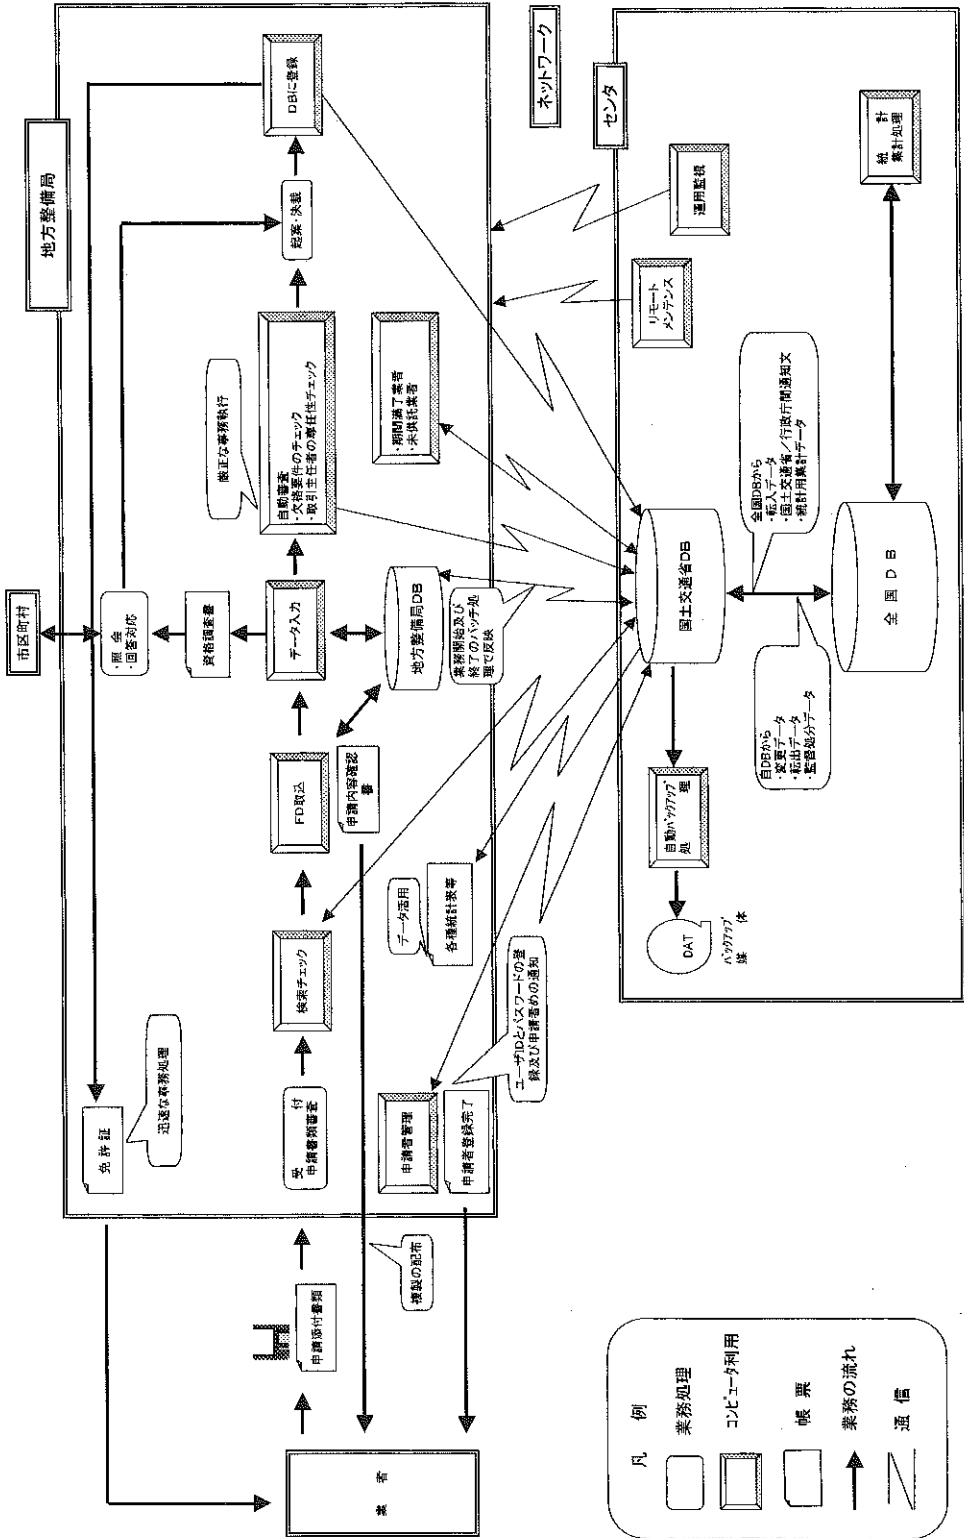 地方整備局
市区町村
免許証
迅速な事務処理
・照会
・回答対応
資格調査書
厳正な事務執行
業者
申請添付書類
受付
申請書類審査
検索チェック
FD取込
データ入力
自動審査
・欠格要件のチェック
・取引主任者の専任性チェック
起案・決裁
DBに登録
申請内容確認書
複製の配布
地方整備局DB
業務開始及び
終了のバッチ処
理で反映
・期間満了業者
・未供託業者
申請者管理
申請者登録完了
データ活用
各種統計表等
ユーザIDとパスワードの登
録及び申請者めの通知
ネットワーク
センタ
リモート
メンテンス
運用監視
国土交通省DB
自動バックアップ
処理
DAT
バックアップ
媒体
全国DBから
・転入データ
・国土交通省/行政庁間通知文
・統計用集計データ
自DBから
・変更データ
・転出データ
・監督処分データ
全国DB
統計
集計処理
凡例
業務処理
コンピュータ利用
帳票
業務の流れ
通信